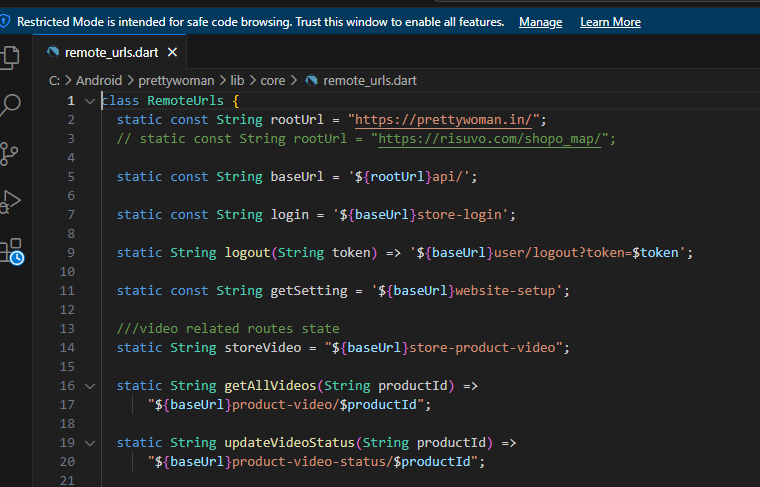 Restricted Mode is intended for safe code browsing. Trust this window to enable all features. Manage Learn More
remote_urls.dart
C: > Android > prettywoman > lib > core > remote_urls.dart
1 class RemoteUrls {
2 static const String rootUrl = "https://prettywoman.in/";
3 // static const String rootUrl = "https://risuvo.com/shopo_map/";
4
5 static const String baseUrl = '${rootUrl}api/';
6
7 static const String login = '${baseUrl}store-login';
8
9 static String logout(String token) => '${baseUrl}user/logout?token=$token';
10
11 static const String getSetting = '${baseUrl}website-setup';
12
13 ///video related routes state
14 static String storeVideo = "${baseUrl}store-product-video";
15
16 static String getAllVideos(String productId) =>
17 "${baseUrl}product-video/$productId";
18
19 static String updateVideoStatus(String productId) =>
20 "${baseUrl}product-video-status/$productId";
21